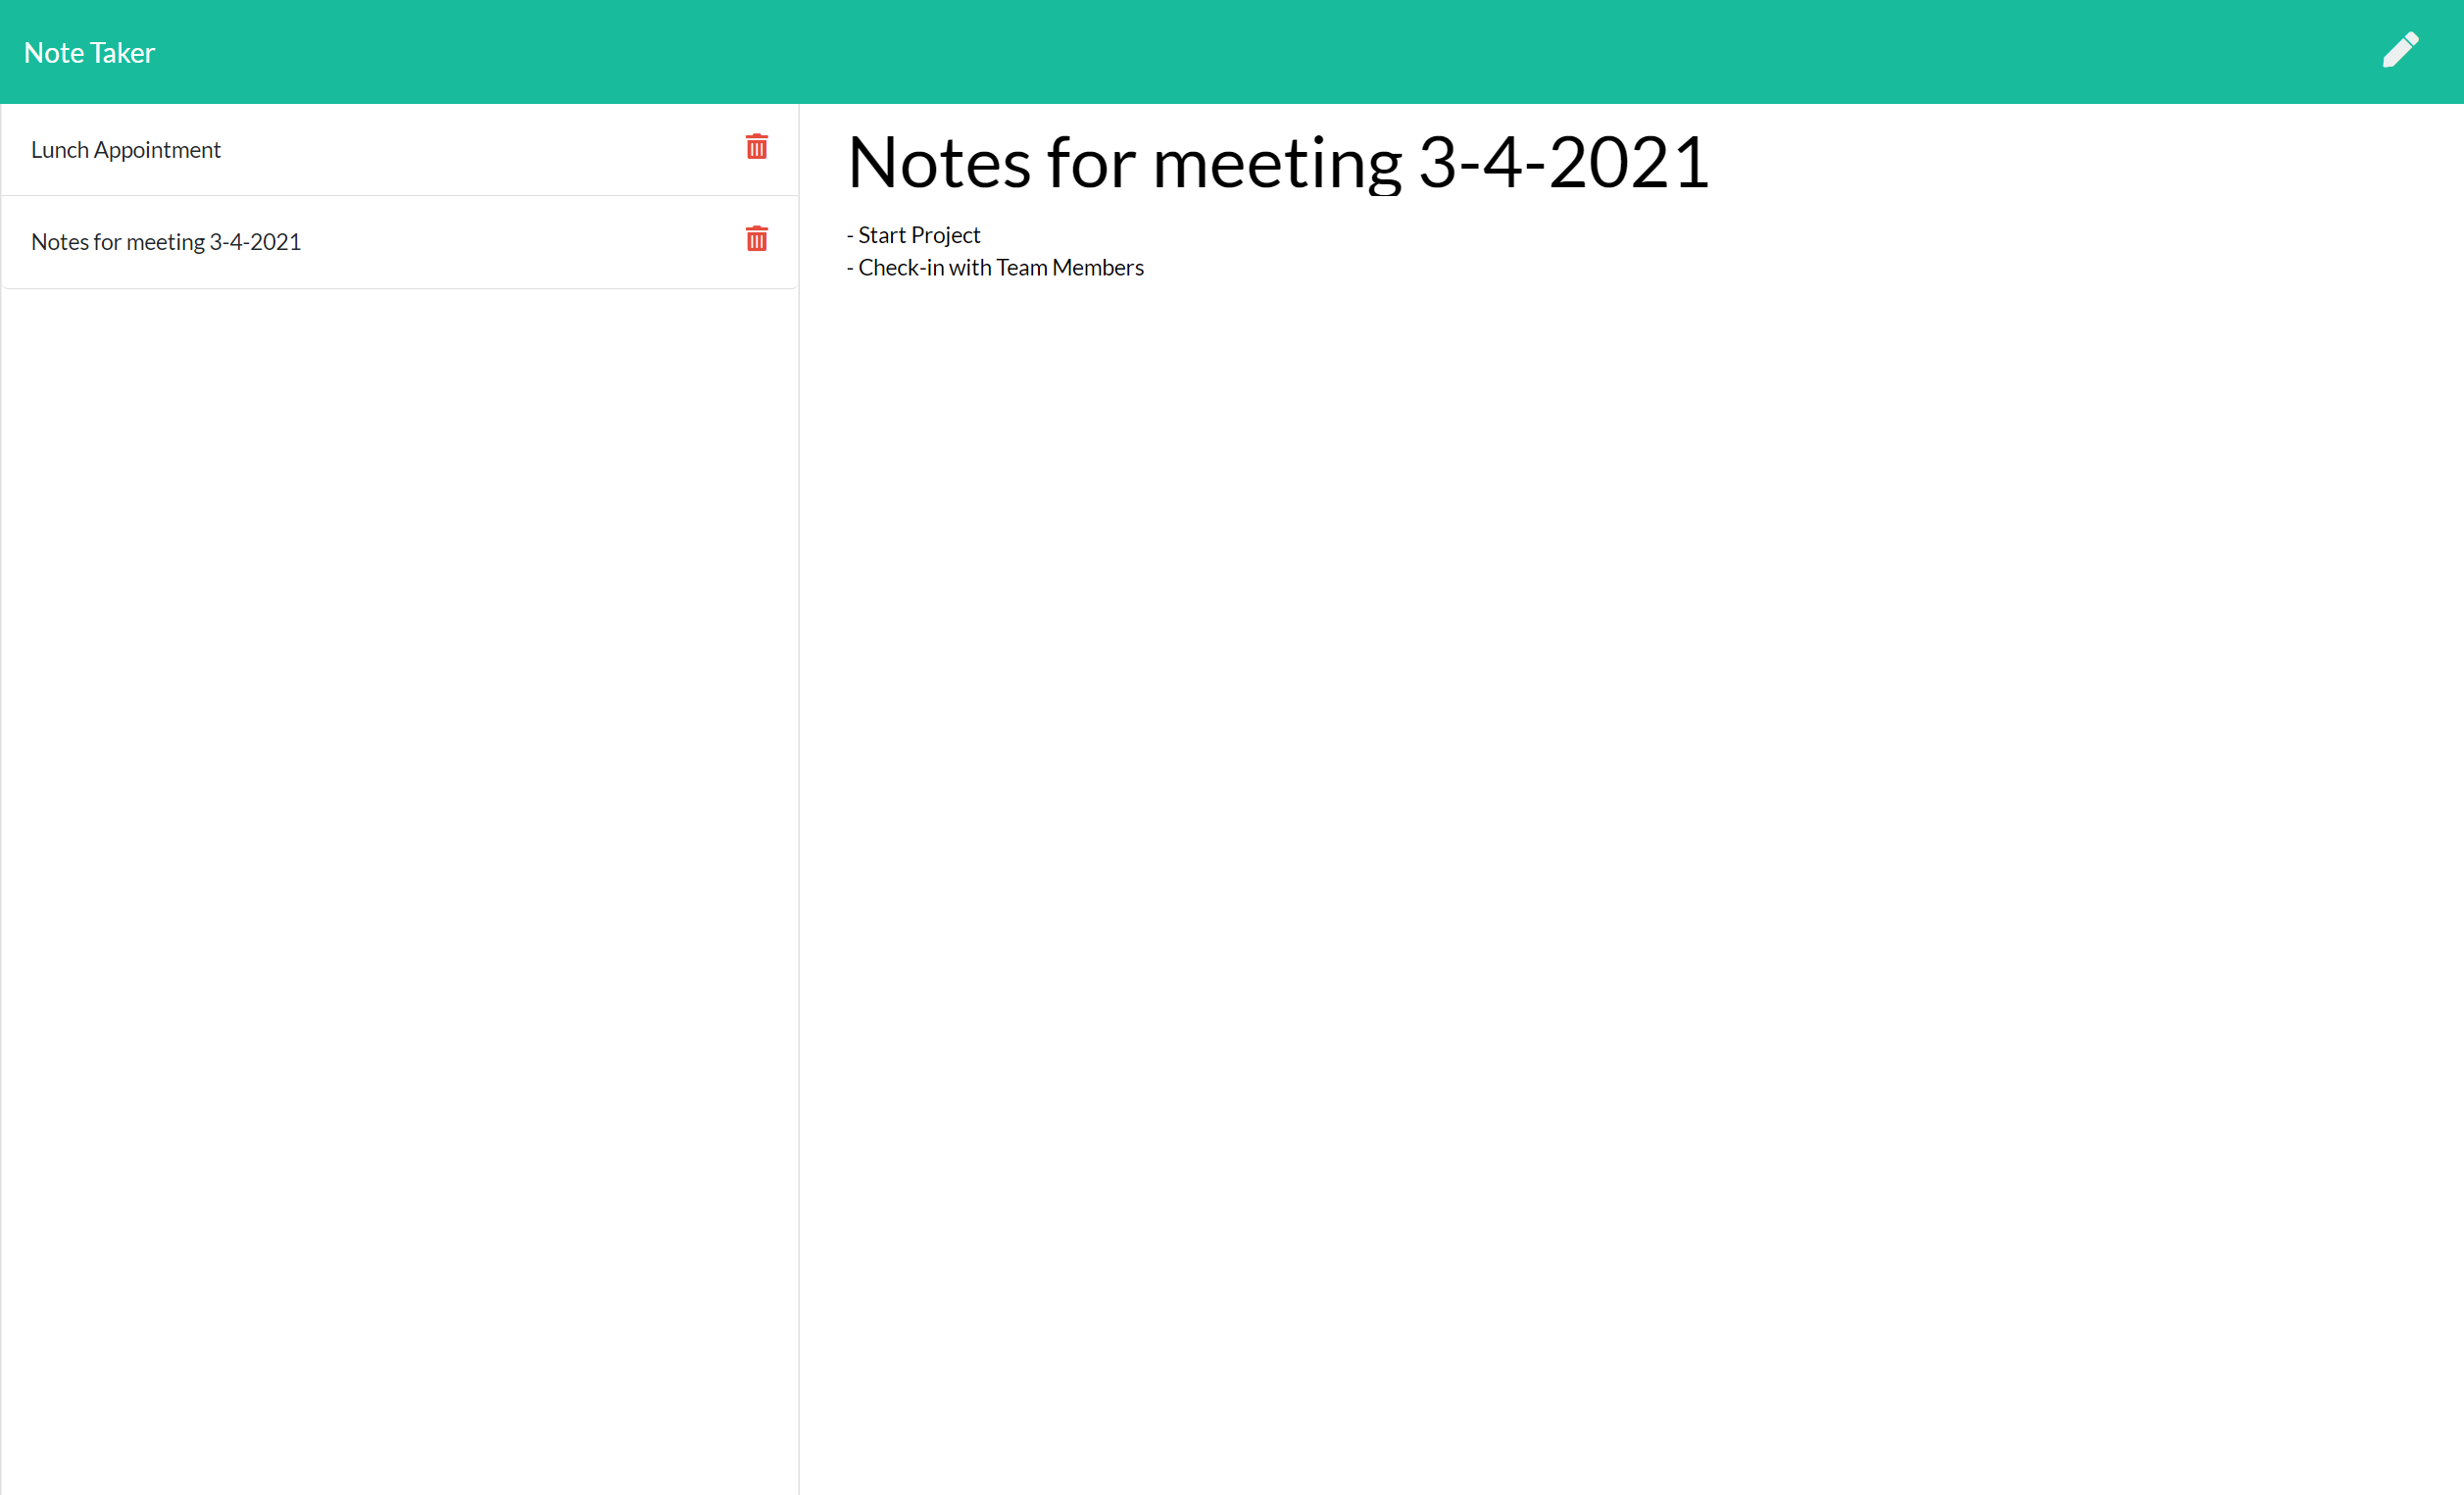 Note Taker
Lunch Appointment
Notes for meeting 3-4-2021
Notes for meeting 3-4-2021
- Start Project
- Check-in with Team Members